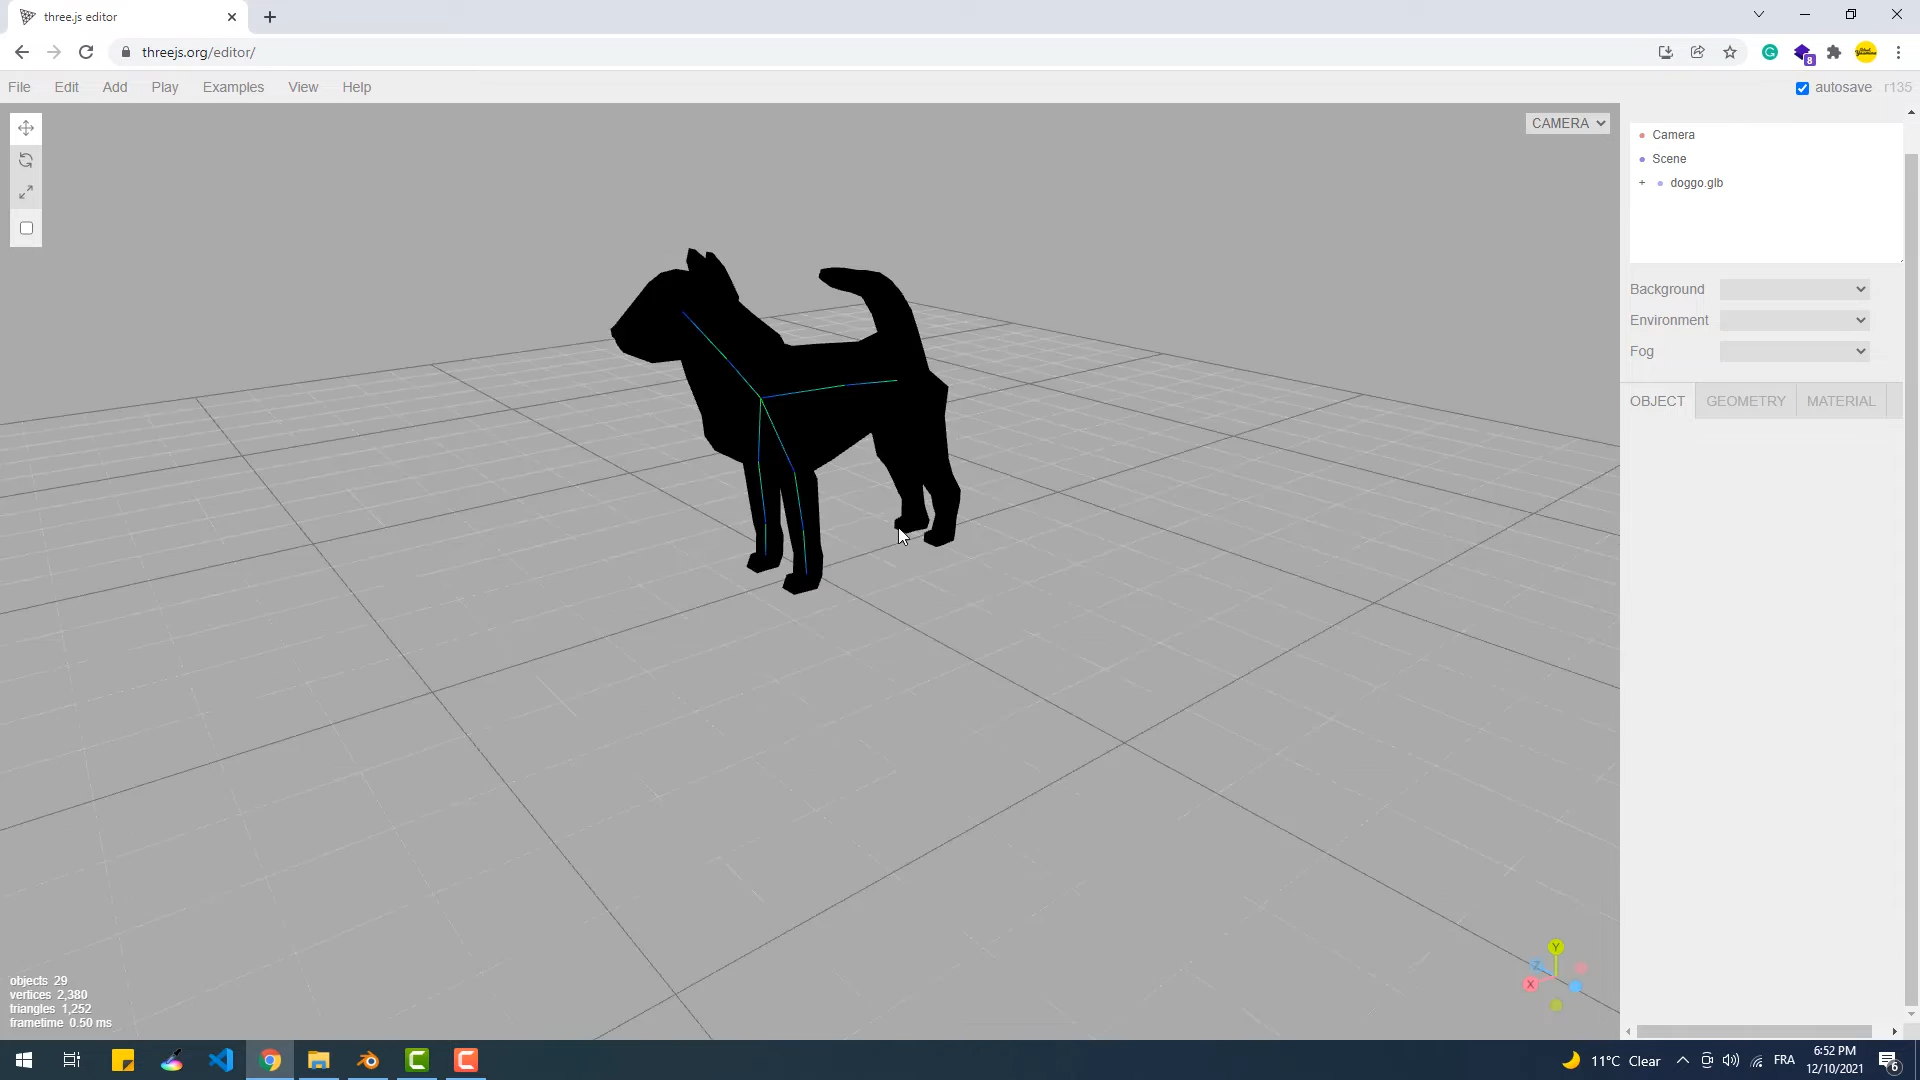 three.js editor
threejs.org/editor/
8
File Edit Add Play Examples View Help
autosave r135
CAMERA
Camera
Scene
+ doggo.glb
Background
Environment
Fog
OBJECT GEOMETRY MATERIAL
Y
Z
X
objects 29
vertices 2,380
triangles 1,252
frametime 0.50 ms
11°C Clear
FRA
6:52 PM
12/10/2021
6